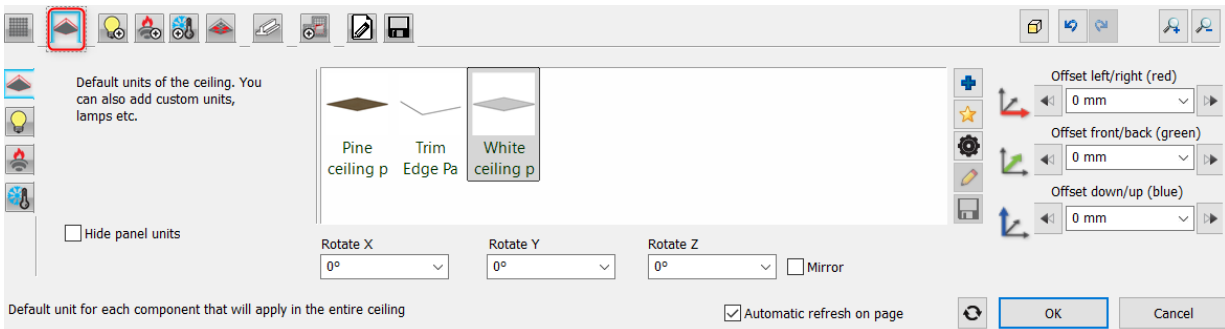 Default units of the ceiling. You
can also add custom units,
lamps etc.
Hide panel units
Pine
ceiling p
Trim
Edge Pa
White
ceiling p
Rotate X
0°
Rotate Y
0°
Rotate Z
0°
Mirror
Offset left/right (red)
0 mm
Offset front/back (green)
0 mm
Offset down/up (blue)
0 mm
Default unit for each component that will apply in the entire ceiling
Automatic refresh on page
OK
Cancel